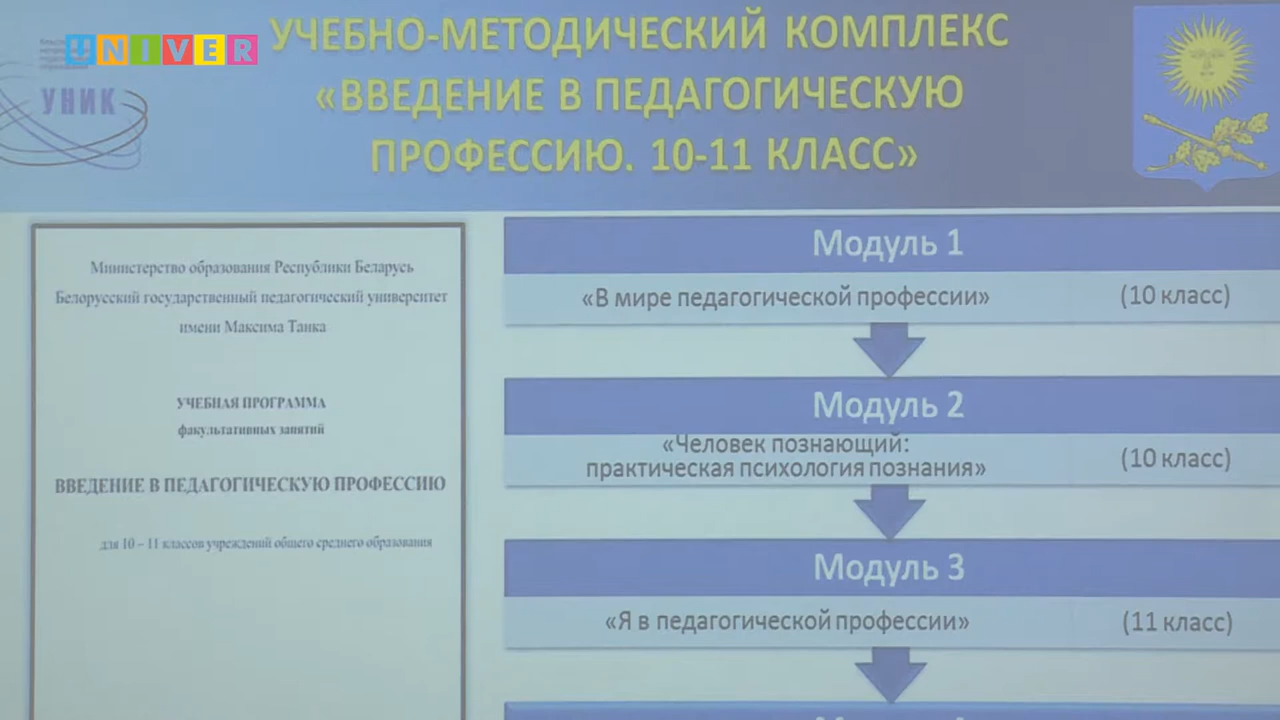 UNIVER
УНИК
УЧЕБНО-МЕТОДИЧЕСКИЙ КОМПЛЕКС
«ВВЕДЕНИЕ В ПЕДАГОГИЧЕСКУЮ
ПРОФЕССИЮ. 10-11 КЛАСС»
Министерство образования Республики Беларусь
Белорусский государственный педагогический университет
имени Максима Танка
УЧЕБНАЯ ПРОГРАММА
факультативных занятий
ВВЕДЕНИЕ В ПЕДАГОГИЧЕСКУЮ ПРОФЕССИЮ
для 10 – 11 классов учреждений общего среднего образования
Модуль 1
«В мире педагогической профессии» (10 класс)
Модуль 2
«Человек познающий:
практическая психология познания» (10 класс)
Модуль 3
«Я в педагогической профессии» (11 класс)